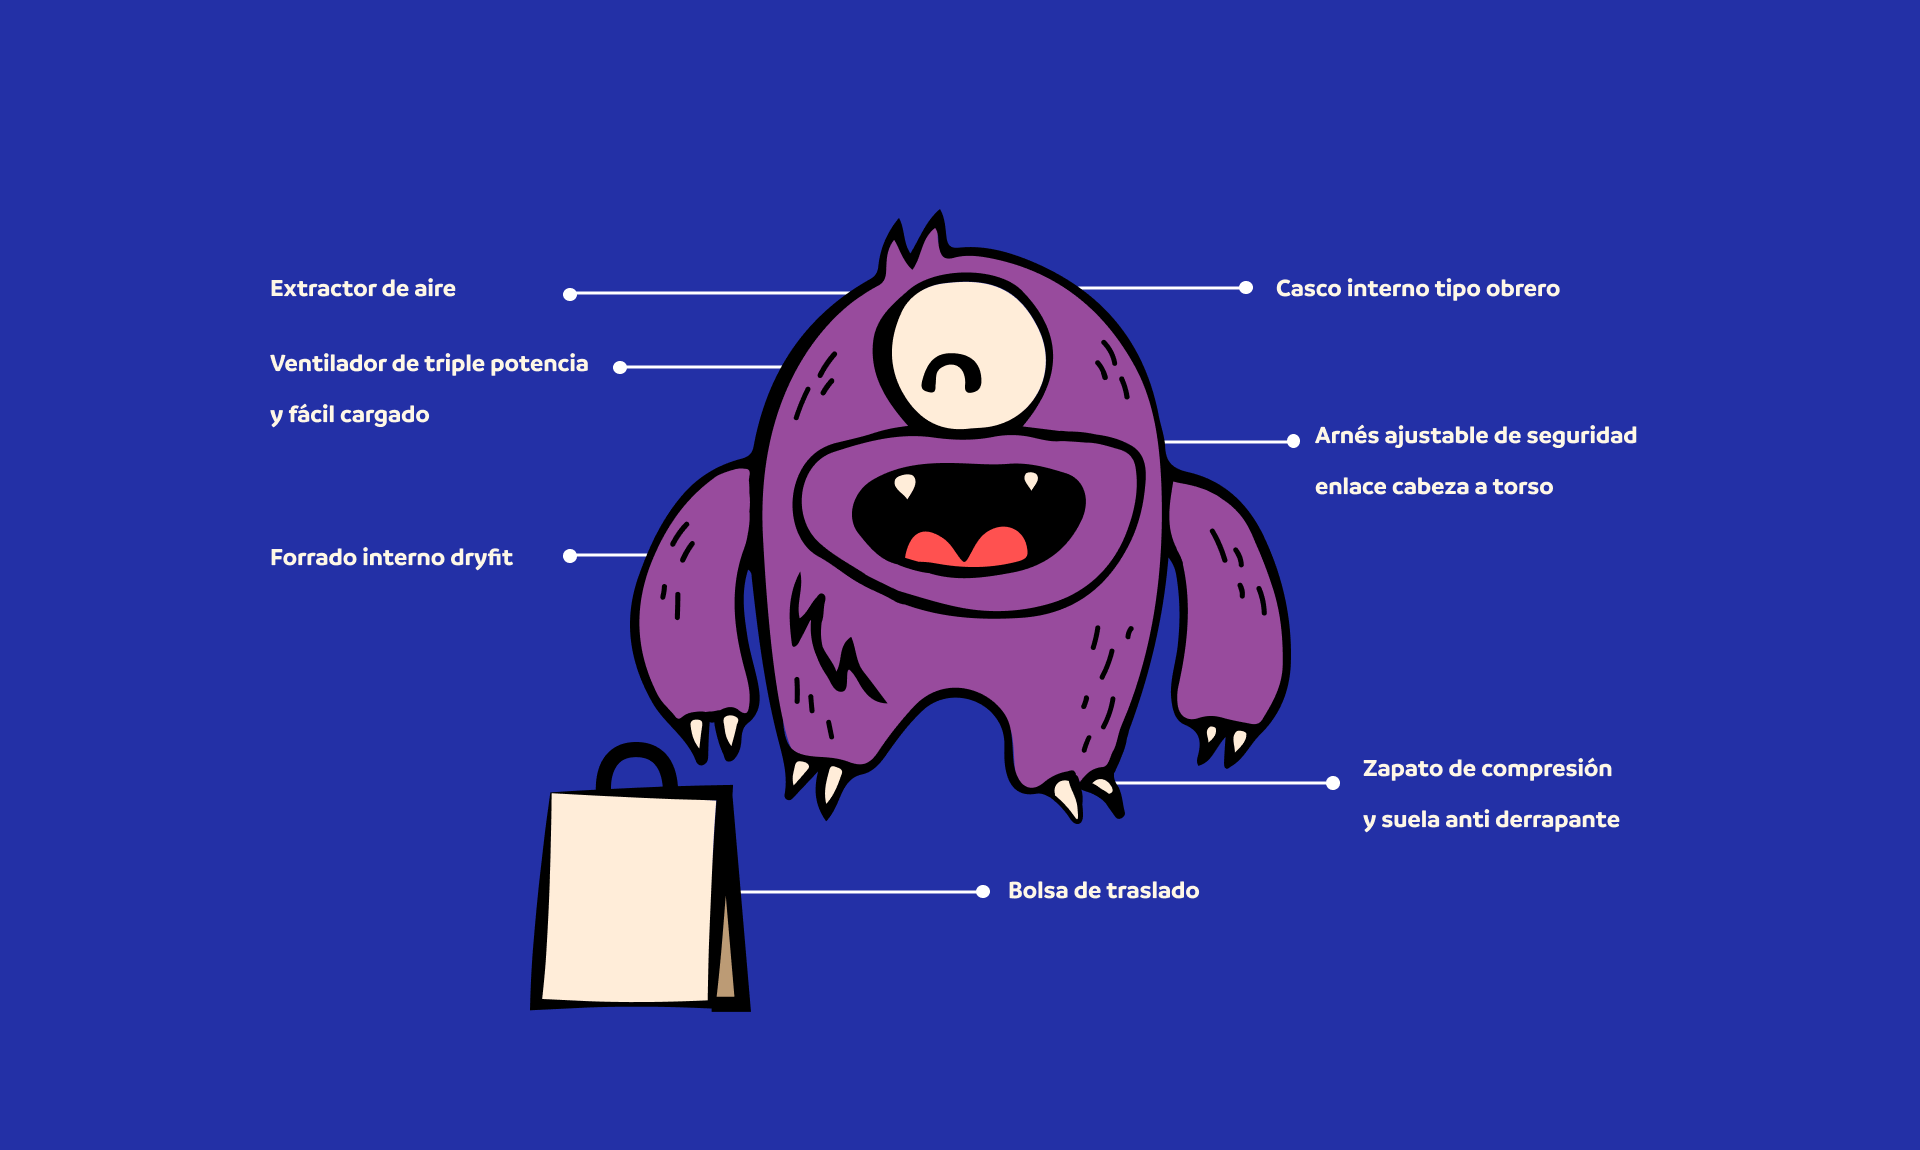 Extractor de aire
Casco interno tipo obrero
Ventilador de triple potencia
y fácil cargado
Arnés ajustable de seguridad
enlace cabeza a torso
Forrado interno dryfit
Zapato de compresión
y suela anti derrapante
Bolsa de traslado